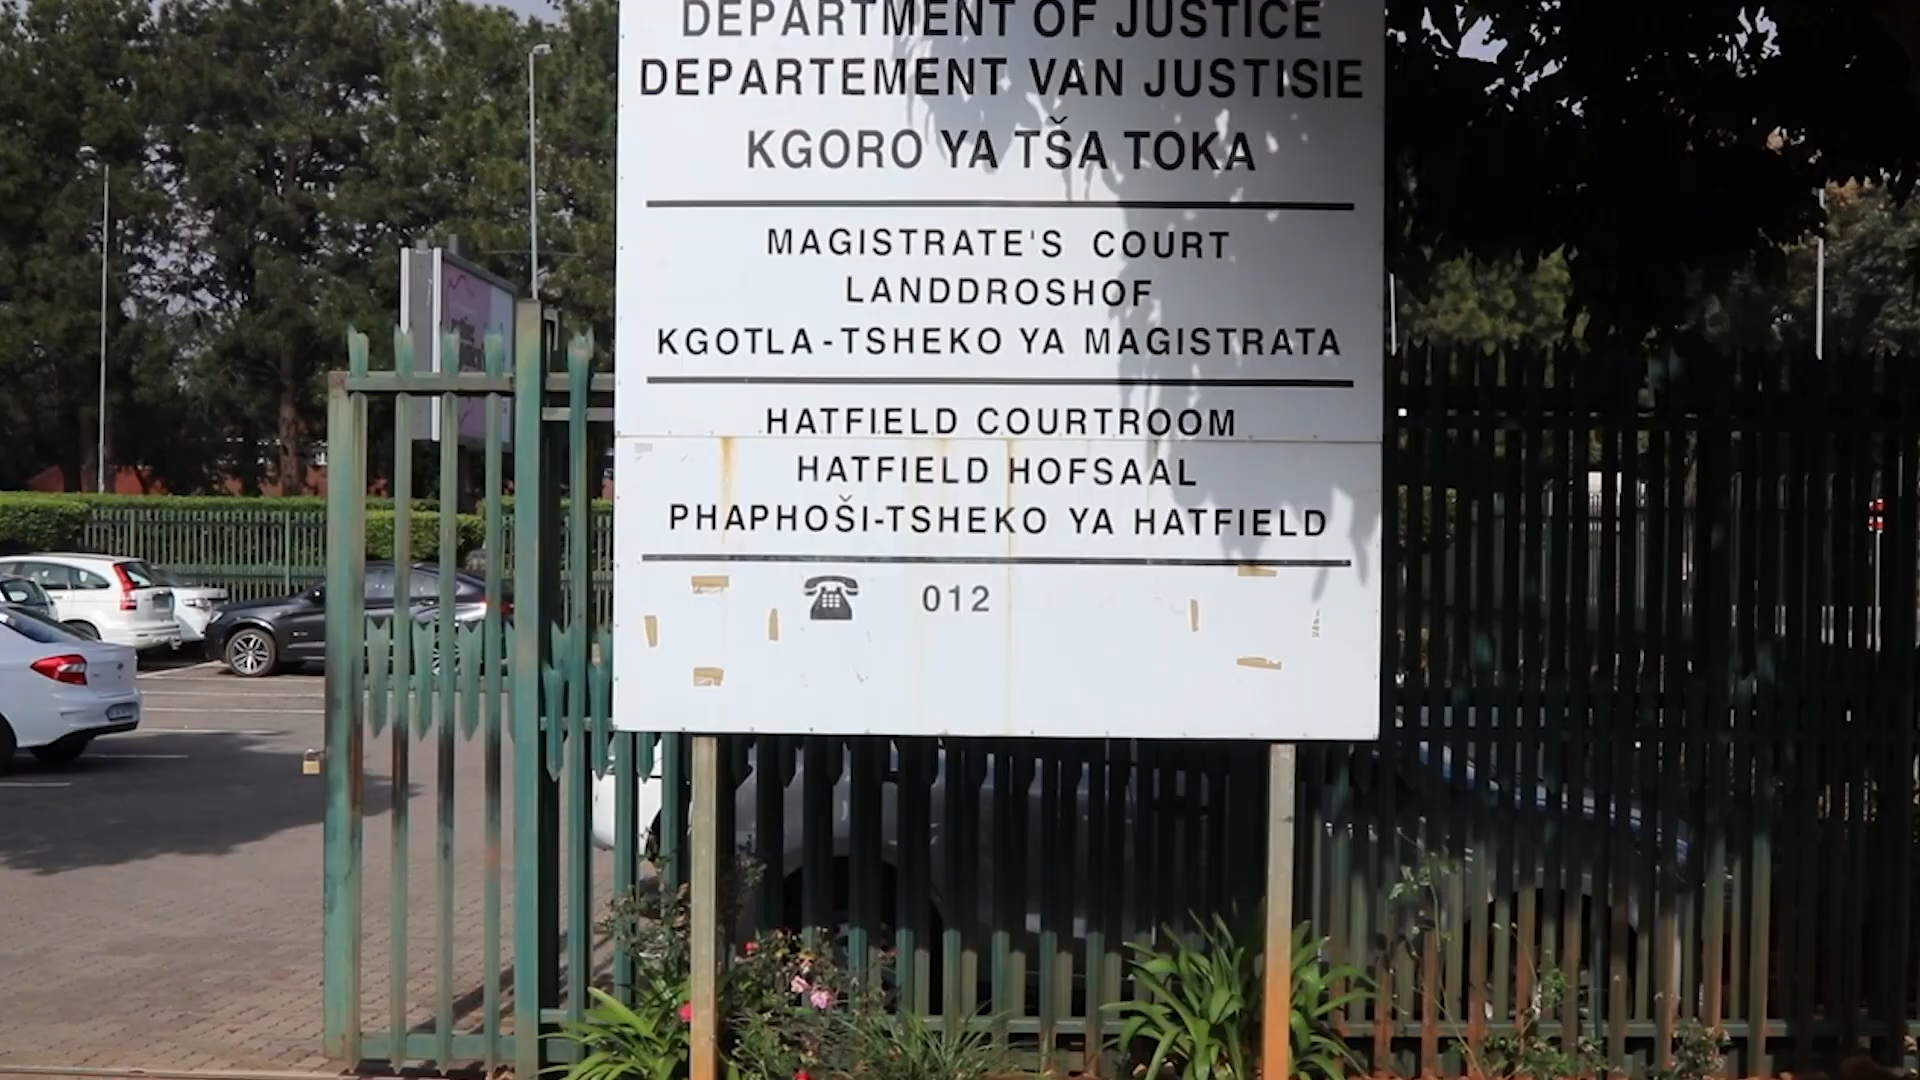 DEPARTMENT OF JUSTICE
DEPARTEMENT VAN JUSTISIE
KGORO YA TŠA TOKA
MAGISTRATE'S COURT
LANDDROSHOF
KGOTLA-TSHEKO YA MAGISTRATA
HATFIELD COURTROOM
HATFIELD HOFSAAL
PHAPHOŠI-TSHEKO YA HATFIELD
012